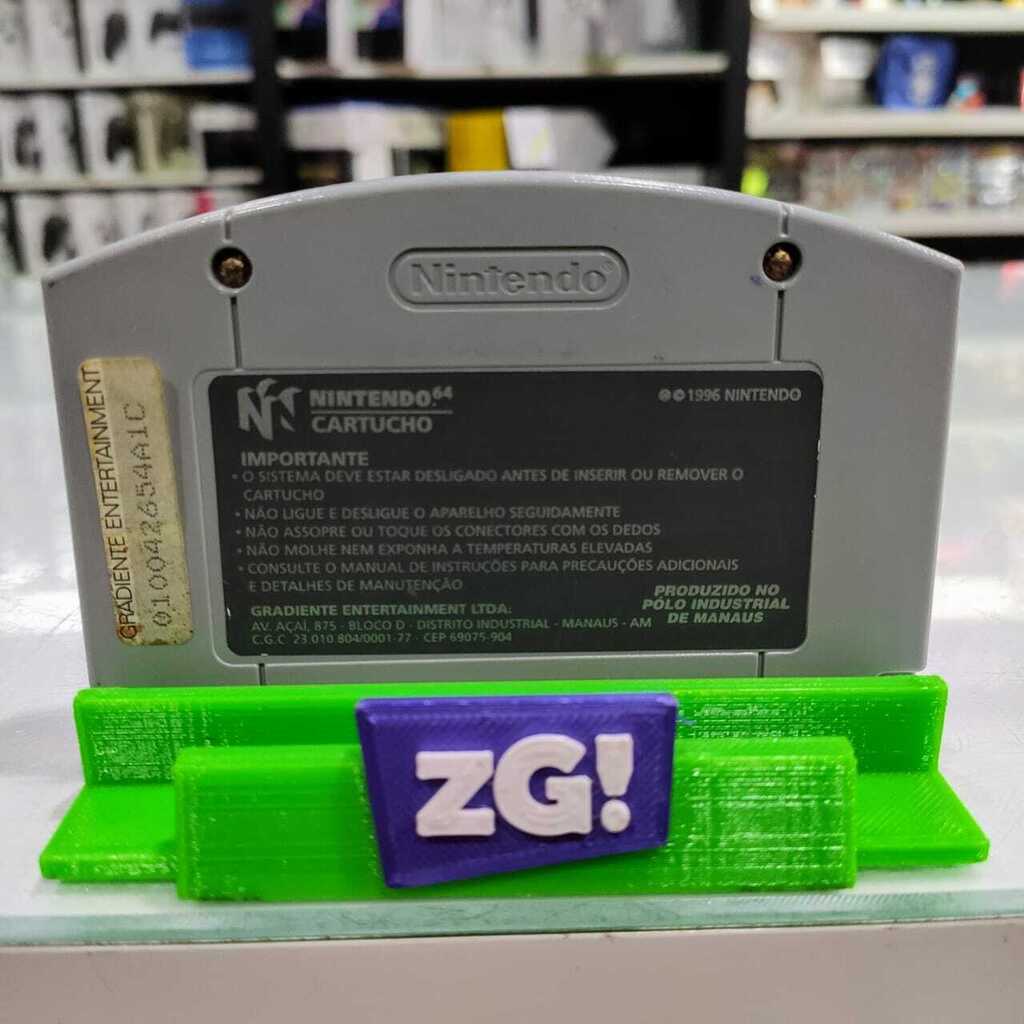 Nintendo®
GRADIENTE ENTERTAINMENT
010042654A1C
NINTENDO.64
CARTUCHO
℗©1996 NINTENDO
IMPORTANTE
• O SISTEMA DEVE ESTAR DESLIGADO ANTES DE INSERIR OU REMOVER O
CARTUCHO
• NÃO LIGUE E DESLIGUE O APARELHO SEGUIDAMENTE
• NÃO ASSOPRE OU TOQUE OS CONECTORES COM OS DEDOS
• NÃO MOLHE NEM EXPONHA A TEMPERATURAS ELEVADAS
• CONSULTE O MANUAL DE INSTRUÇÕES PARA PRECAUÇÕES ADICIONAIS
E DETALHES DE MANUTENÇÃO
GRADIENTE ENTERTAINMENT LTDA:
AV. AÇAÍ, 875 - BLOCO D - DISTRITO INDUSTRIAL - MANAUS - AM
C.G.C 23.010.804/0001-77 - CEP 69075-904
PRODUZIDO NO
PÓLO INDUSTRIAL
DE MANAUS
ZG!